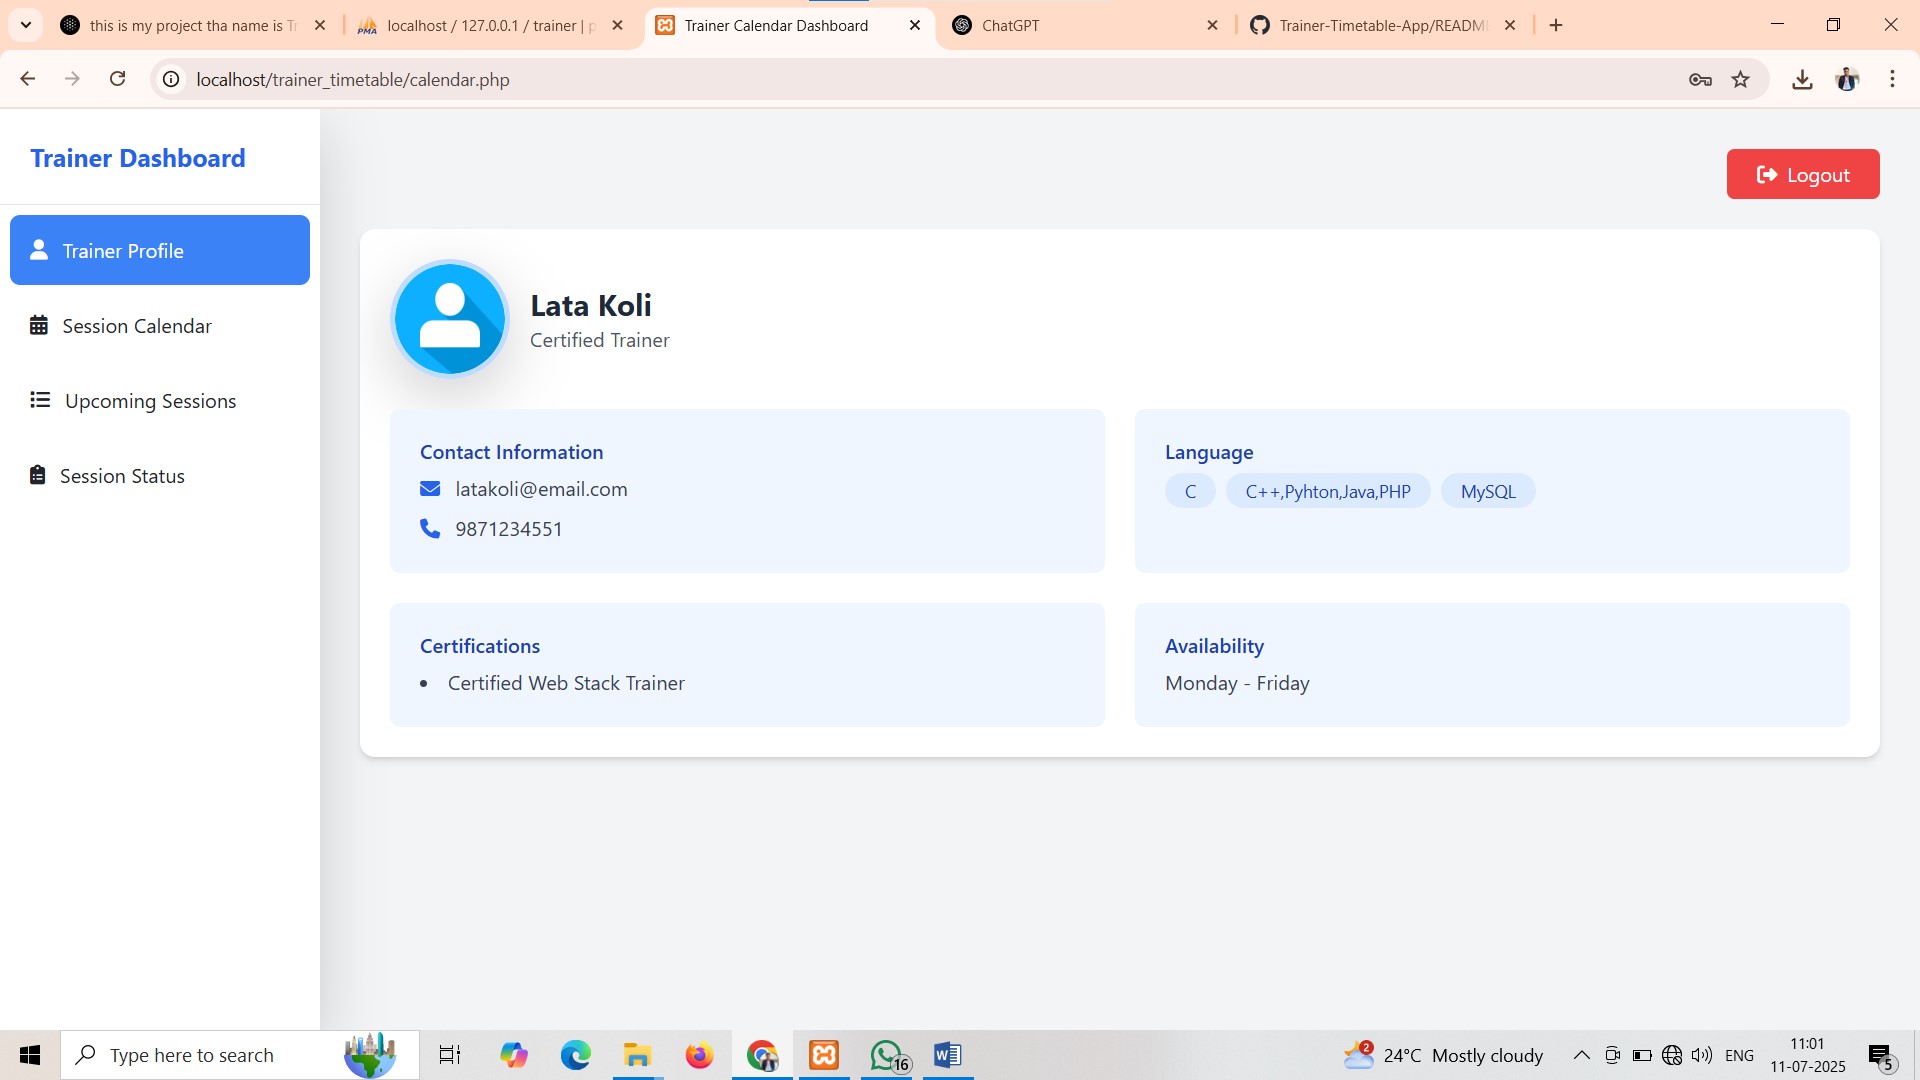 this is my project tha name is Tr
localhost / 127.0.0.1 / trainer | p
Trainer Calendar Dashboard
ChatGPT
Trainer-Timetable-App/READM
localhost/trainer_timetable/calendar.php
Trainer Dashboard
Logout
Trainer Profile
Session Calendar
Upcoming Sessions
Session Status
Lata Koli
Certified Trainer
Contact Information
latakoli@email.com
9871234551
Language
C C++,Pyhton,Java,PHP MySQL
Certifications
• Certified Web Stack Trainer
Availability
Monday - Friday
Type here to search
16
2
24°C Mostly cloudy
ENG
11:01
11-07-2025
5